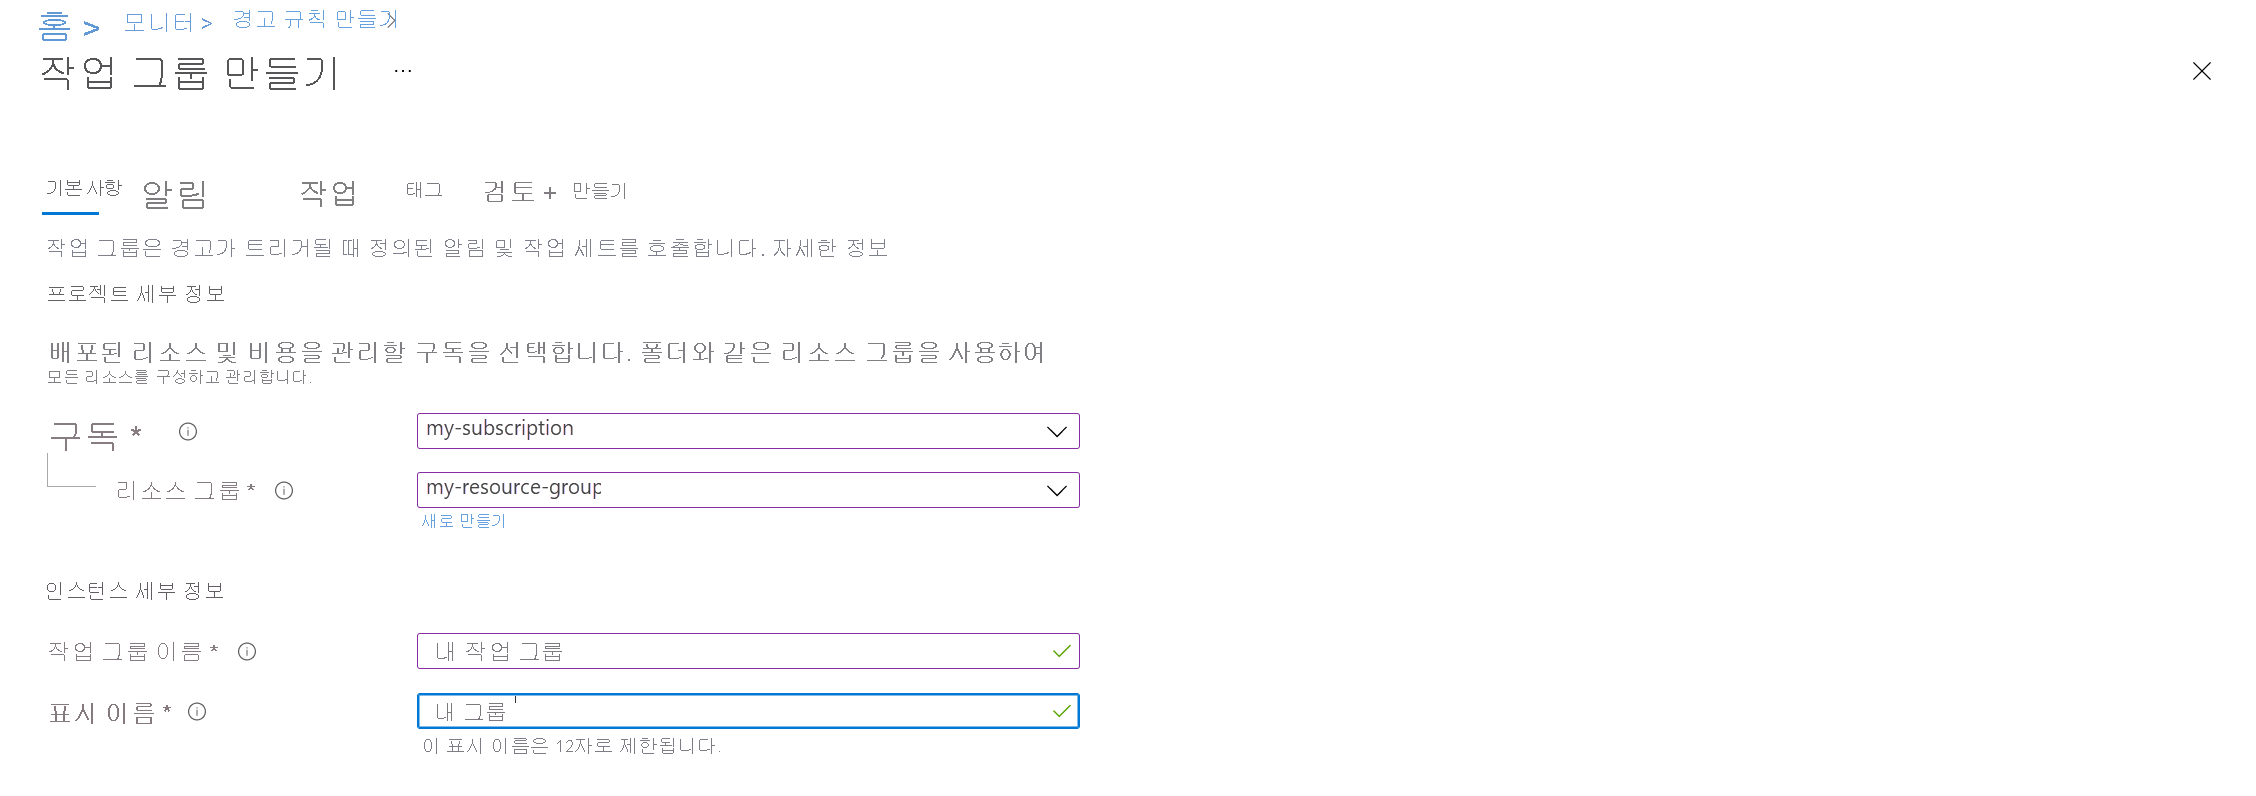 홈 > 모니터 > 경고 규칙 만들기
작업 그룹 만들기 ...
기본 사항 알림 작업 태그 검토 + 만들기
작업 그룹은 경고가 트리거될 때 정의된 알림 및 작업 세트를 호출합니다. 자세한 정보
프로젝트 세부 정보
배포된 리소스 및 비용을 관리할 구독을 선택합니다. 폴더와 같은 리소스 그룹을 사용하여
모든 리소스를 구성하고 관리합니다.
구독 * my-subscription
리소스 그룹 * my-resource-group
새로 만들기
인스턴스 세부 정보
작업 그룹 이름 * 내 작업 그룹
표시 이름 * 내 그룹
이 표시 이름은 12자로 제한됩니다.